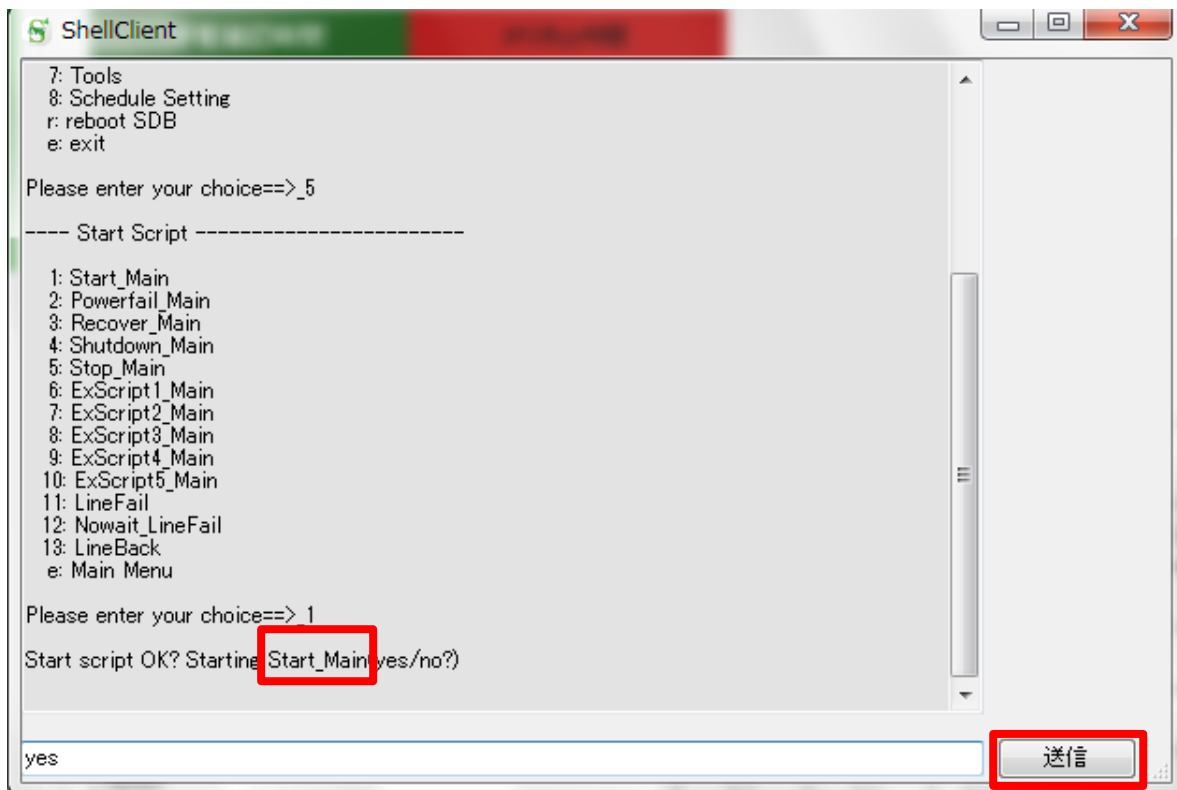 ShellClient
7: Tools
8: Schedule Setting
r: reboot SDB
e: exit
Please enter your choice==>_5
---- Start Script ------------------------
1: Start_Main
2: Powerfail_Main
3: Recover_Main
4: Shutdown_Main
5: Stop_Main
6: ExScript1_Main
7: ExScript2_Main
8: ExScript3_Main
9: ExScript4_Main
10: ExScript5_Main
11: LineFail
12: Nowait_LineFail
13: LineBack
e: Main Menu
Please enter your choice==>_1
Start script OK? Starting Start_Main(yes/no?)
yes
送信